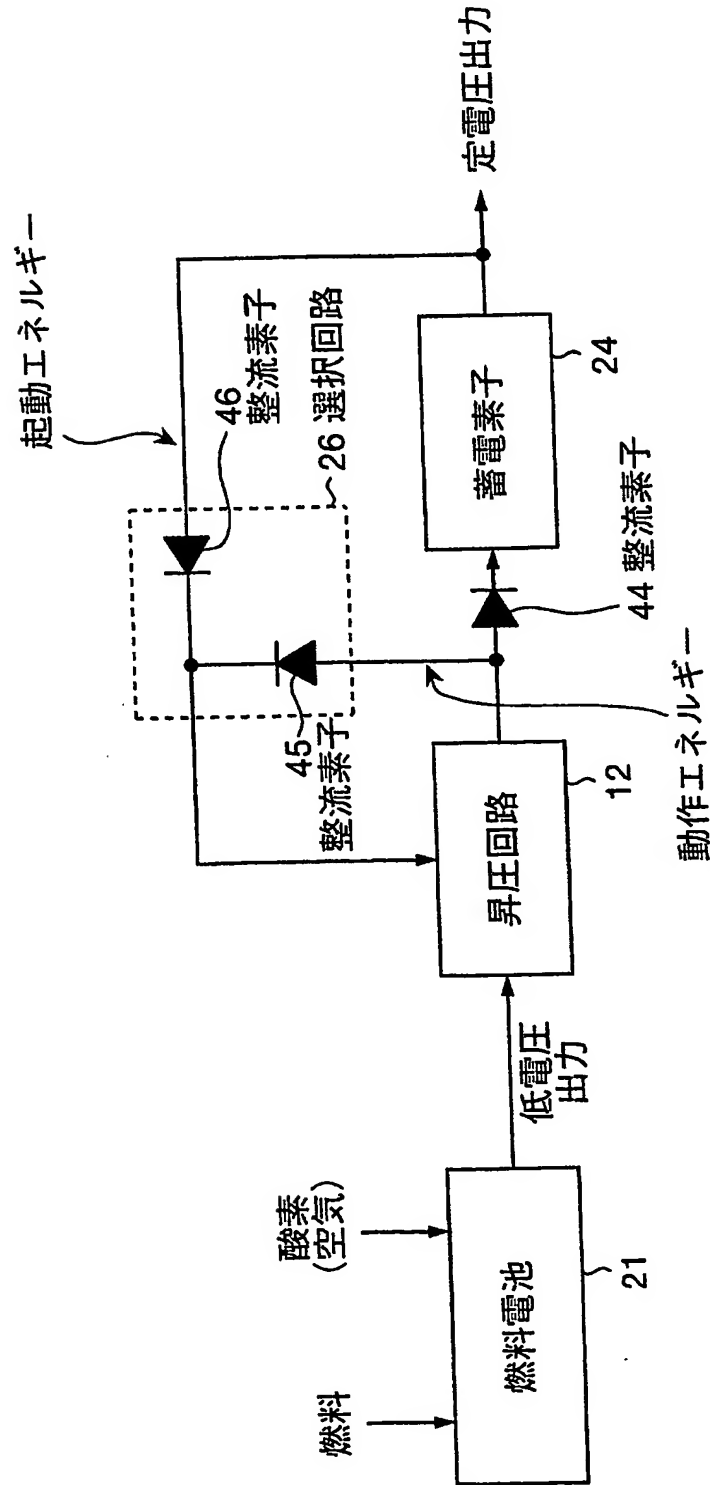 燃料
酸素
(空気)
燃料電池
21
低電圧
出力
昇圧回路
12
動作エネルギー
45
整流素子
起動エネルギー
46
整流素子
26 選択回路
44 整流素子
蓄電素子
24
定電圧出力